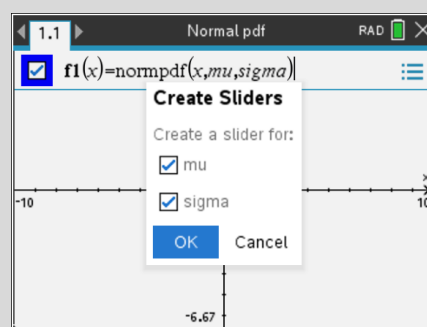 1.1 Normal pdf RAD
f1(x)=normpdf(x,mu,sigma)
Create Sliders
Create a slider for:
mu
sigma
-10 x 10
OK Cancel
-6.67